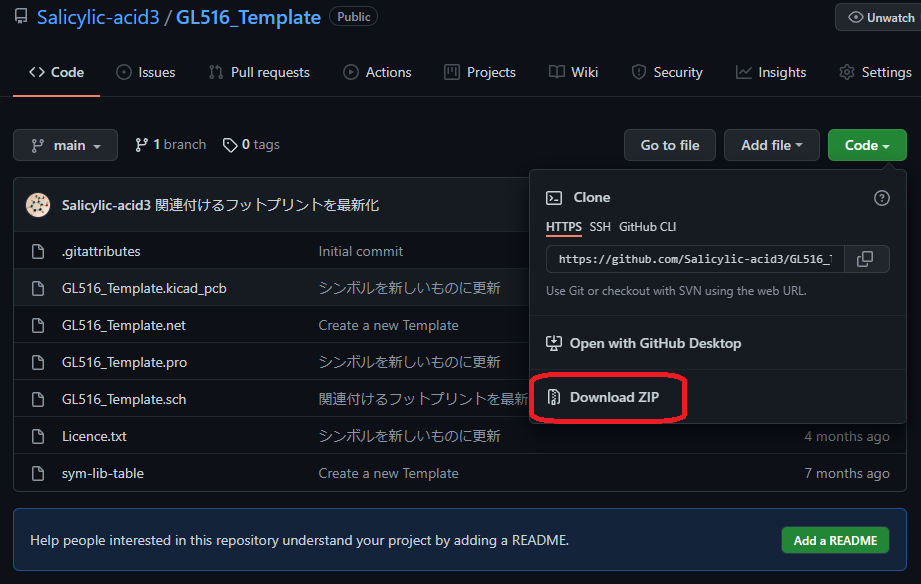 Salicylic-acid3 / GL516_Template Public
Unwatch
Code Issues Pull requests Actions Projects Wiki Security Insights Settings
main 1 branch 0 tags Go to file Add file Code
Salicylic-acid3 関連付けるフットプリントを最新化
.gitattributes Initial commit
GL516_Template.kicad_pcb シンボルを新しいものに更新
GL516_Template.net Create a new Template
GL516_Template.pro シンボルを新しいものに更新
GL516_Template.sch 関連付けるフットプリントを最新
Licence.txt シンボルを新しいものに更新 4 months ago
sym-lib-table Create a new Template 7 months ago
Clone
HTTPS SSH GitHub CLI
https://github.com/Salicylic-acid3/GL516_
Use Git or checkout with SVN using the web URL.
Open with GitHub Desktop
Download ZIP
Help people interested in this repository understand your project by adding a README. Add a README